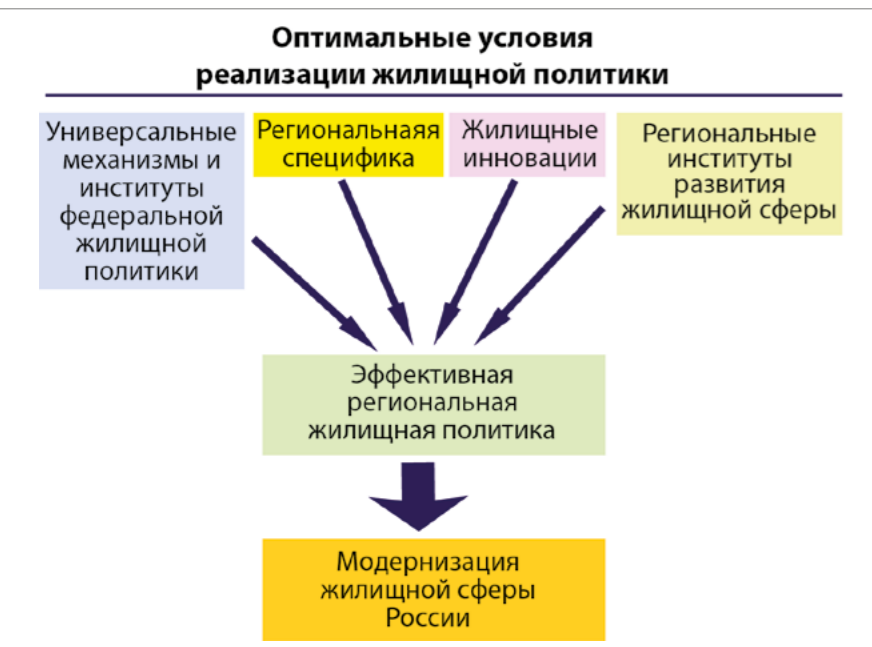 Оптимальные условия
реализации жилищной политики
Универсальные
механизмы и
институты
федеральной
жилищной
политики
Региональнаяя
специфика
Жилищные
инновации
Региональные
институты
развития
жилищной сферы
Эффективная
региональная
жилищная политика
Модернизация
жилищной сферы
России